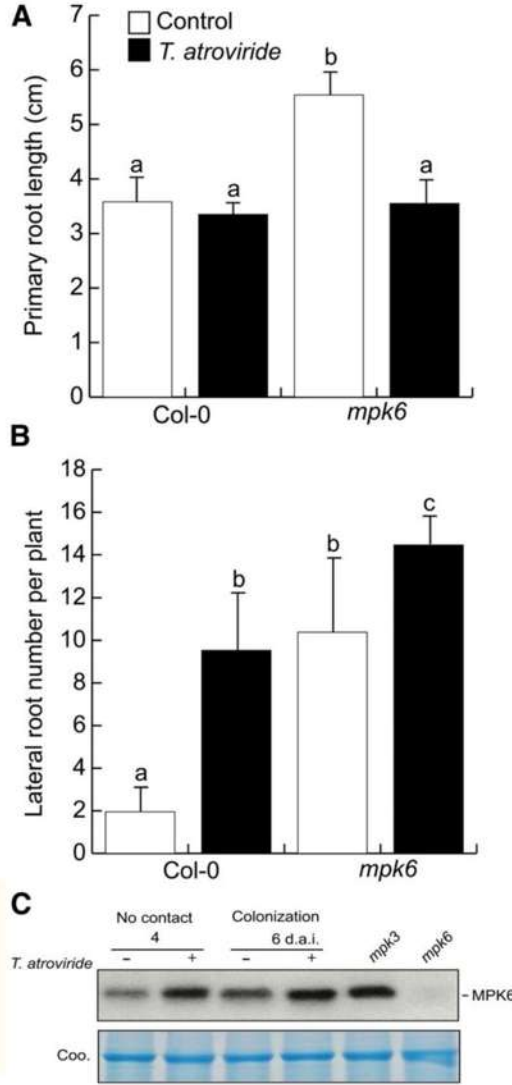 A
Primary root length (cm)
7
6
5
4
3
2
1
0
Control
T. atroviride
a
a
b
a
Col-0
mpk6
B
Lateral root number per plant
18
16
14
12
10
8
6
4
2
0
a
b
b
c
Col-0
mpk6
C
No contact Colonization
4 6 d.a.i. mpk3 mpk6
T. atroviride - + - +
- MPK6
Coo.